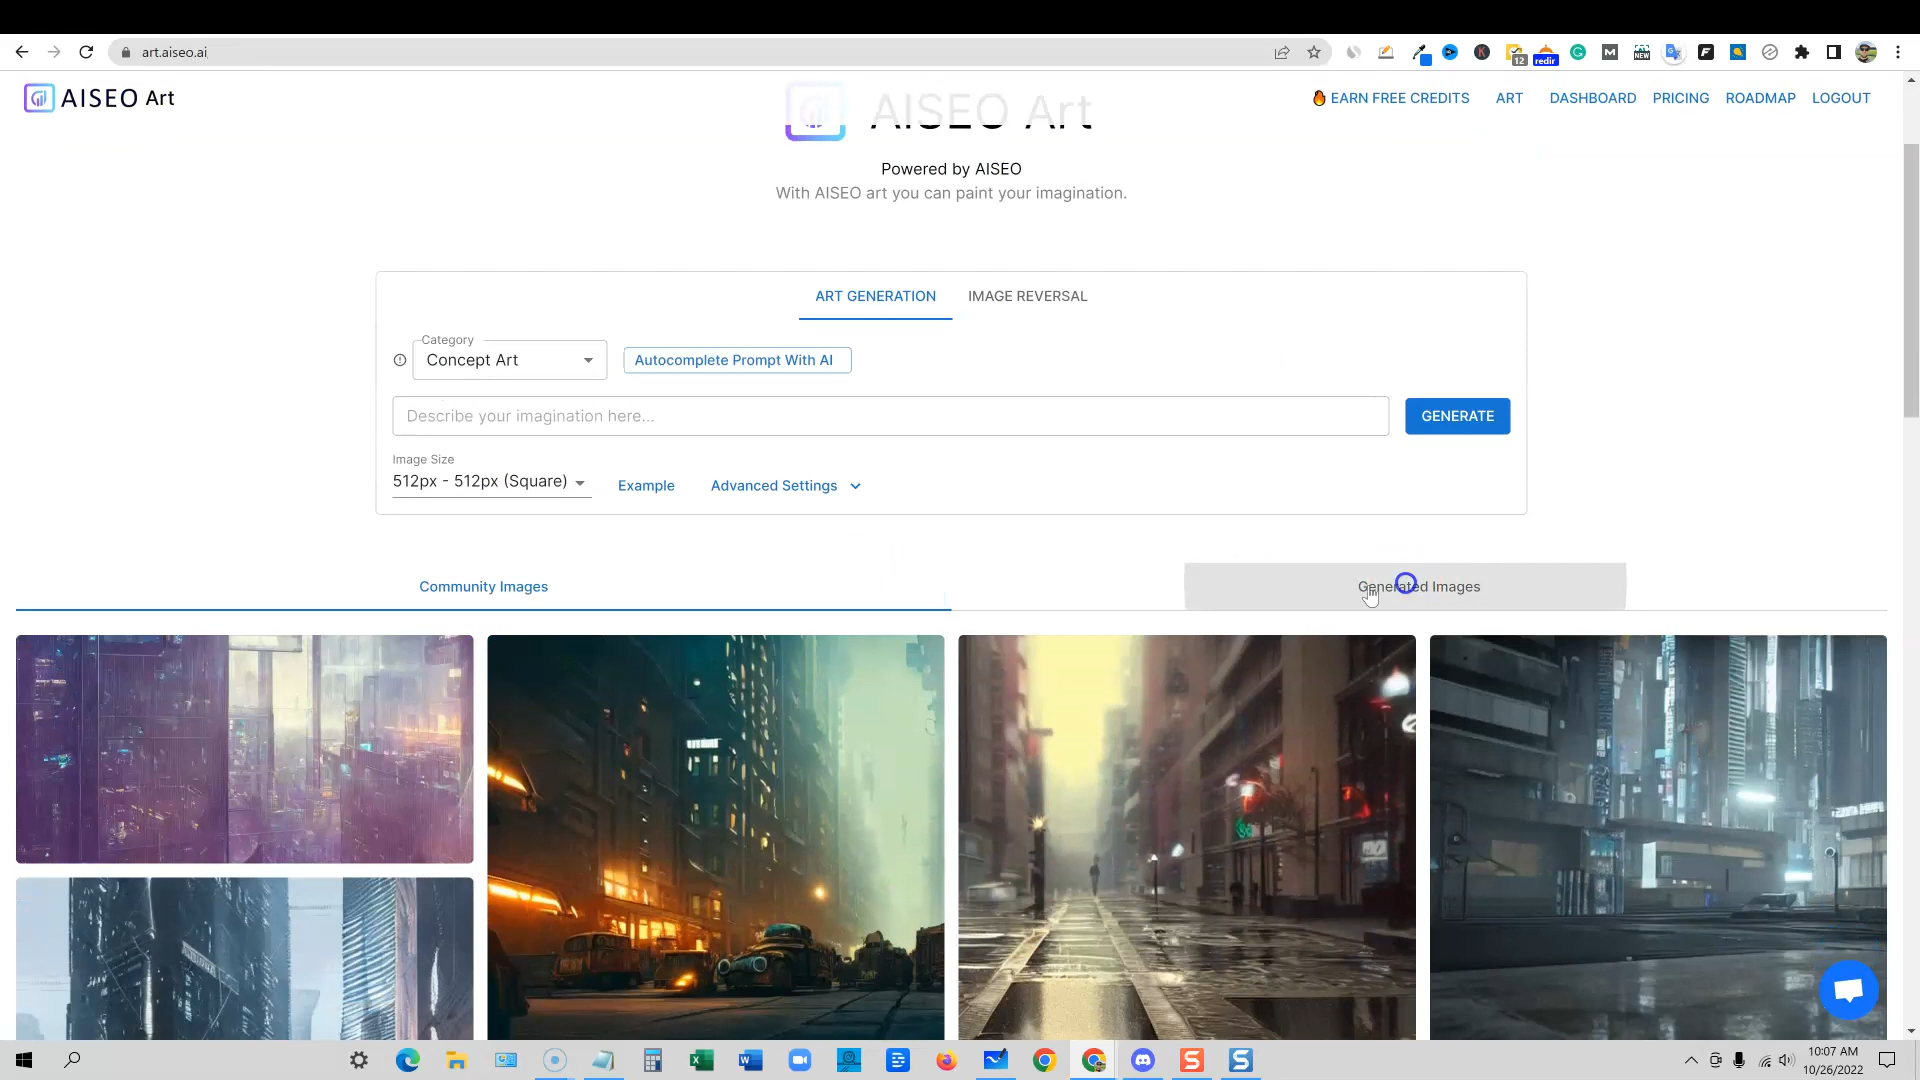 art.aiseo.ai
12
redir
NEW
AISEO Art
AISEO Art
🔥 EARN FREE CREDITS
ART
DASHBOARD
PRICING
ROADMAP
LOGOUT
Powered by AISEO
With AISEO art you can paint your imagination.
ART GENERATION
IMAGE REVERSAL
Category
Concept Art
Autocomplete Prompt With AI
Describe your imagination here...
GENERATE
Image Size
512px - 512px (Square)
Example
Advanced Settings
Community Images
Generated Images
10:07 AM
10/26/2022